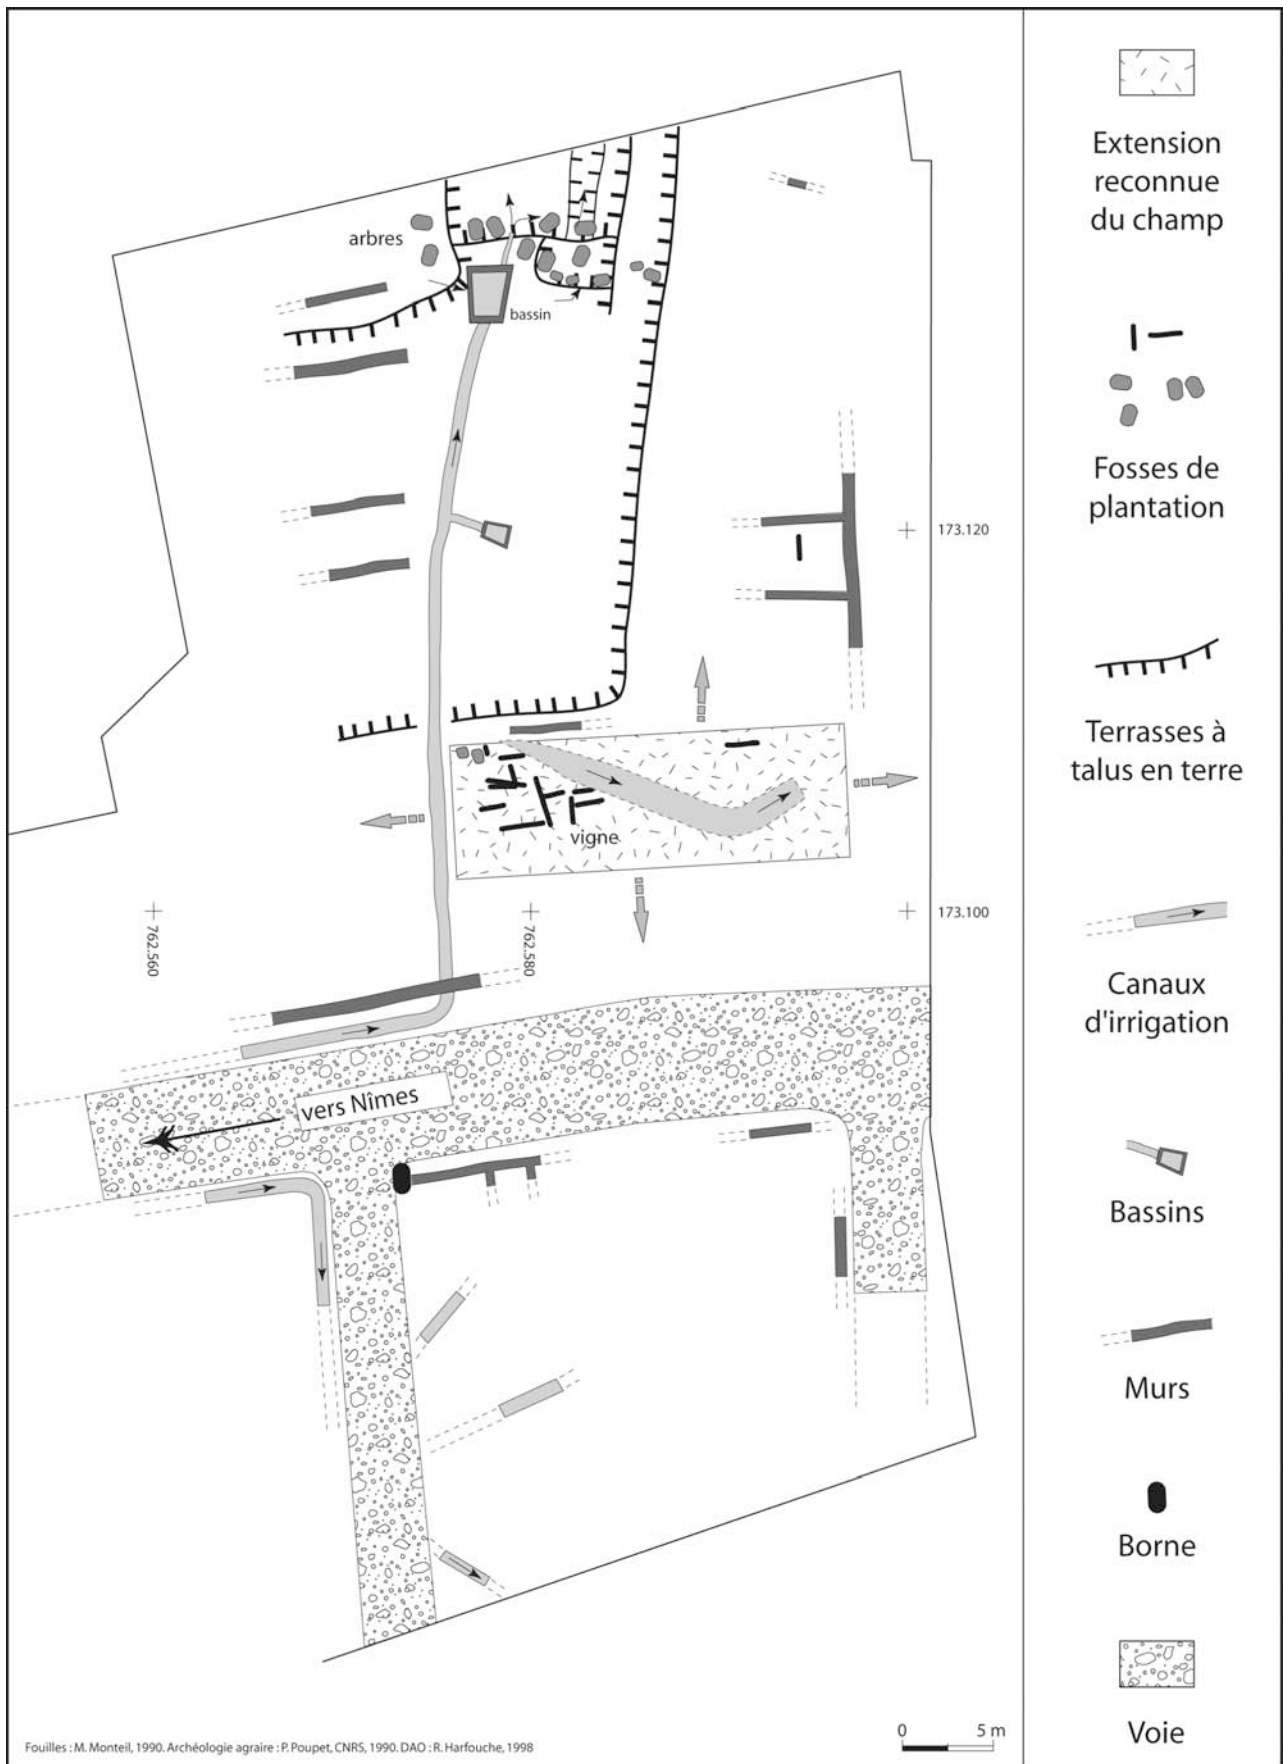 arbres
bassin
173.120
vigne
173.100
762.560
762.580
vers Nîmes
0 5 m
Fouilles : M. Monteil, 1990. Archéologie agraire : P. Poupet, CNRS, 1990. DAO : R. Harfouche, 1998
Extension
reconnue
du champ
Fosses de
plantation
Terrasses à
talus en terre
Canaux
d'irrigation
Bassins
Murs
Borne
Voie